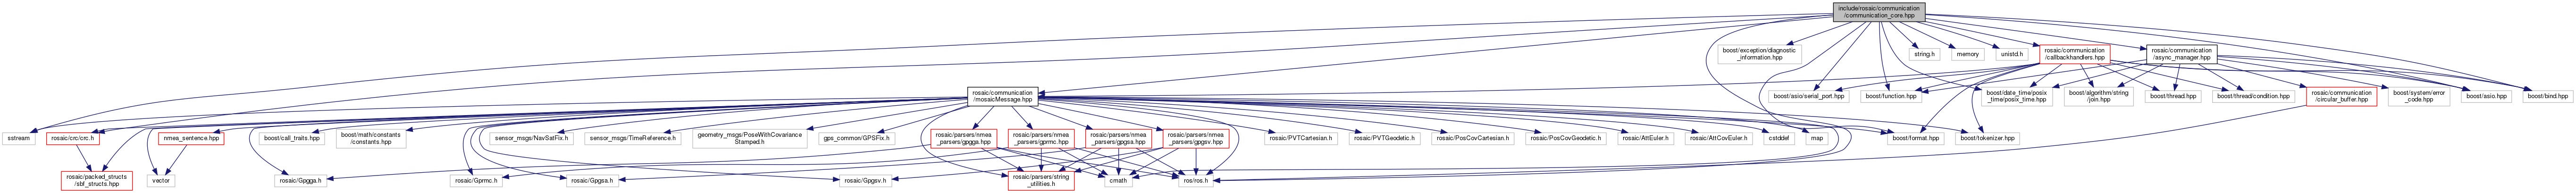 include/rosaic/communication
/communication_core.hpp
boost/exception/diagnostic
_information.hpp
string.h
memory
unistd.h
rosaic/communication
/callbackhandlers.hpp
rosaic/communication
/async_manager.hpp
rosaic/communication
/mosaicMessage.hpp
boost/asio/serial_port.hpp
boost/function.hpp
boost/date_time/posix
_time/posix_time.hpp
boost/algorithm/string
/join.hpp
boost/thread.hpp
boost/thread/condition.hpp
rosaic/communication
/circular_buffer.hpp
boost/system/error
_code.hpp
boost/asio.hpp
boost/bind.hpp
sstream
rosaic/crc/crc.h
nmea_sentence.hpp
boost/call_traits.hpp
boost/math/constants
/constants.hpp
sensor_msgs/NavSatFix.h
sensor_msgs/TimeReference.h
geometry_msgs/PoseWithCovariance
Stamped.h
gps_common/GPSFix.h
rosaic/parsers/nmea
_parsers/gpgga.hpp
rosaic/parsers/nmea
_parsers/gprmc.hpp
rosaic/parsers/nmea
_parsers/gpgsa.hpp
rosaic/parsers/nmea
_parsers/gpgsv.hpp
rosaic/PVTCartesian.h
rosaic/PVTGeodetic.h
rosaic/PosCovCartesian.h
rosaic/PosCovGeodetic.h
rosaic/AttEuler.h
rosaic/AttCovEuler.h
cstddef
map
boost/format.hpp
boost/tokenizer.hpp
rosaic/packed_structs
/sbf_structs.hpp
vector
rosaic/Gpgga.h
rosaic/Gprmc.h
rosaic/Gpgsa.h
rosaic/Gpgsv.h
rosaic/parsers/string
_utilities.h
cmath
ros/ros.h